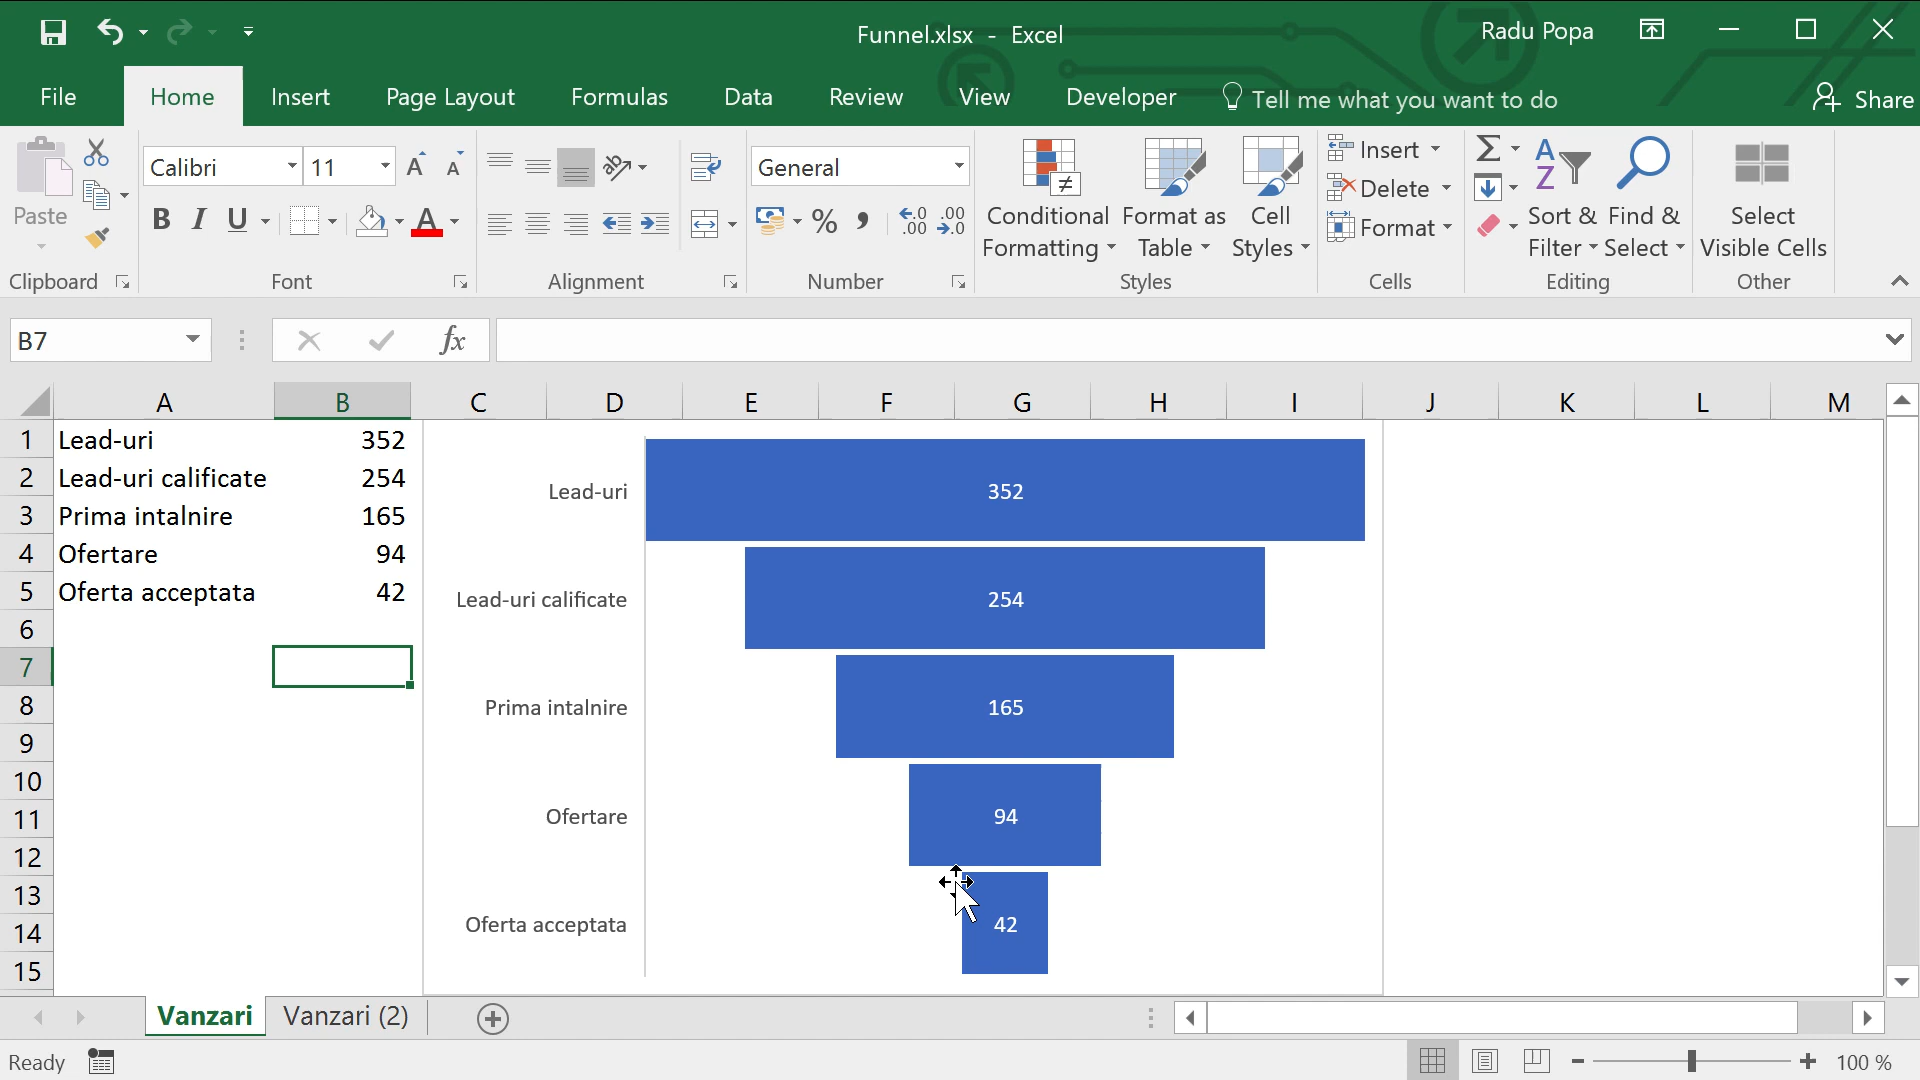 Funnel.xlsx - Excel
Radu Popa
File Home Insert Page Layout Formulas Data Review View Developer Tell me what you want to do Share
Paste
Calibri 11
B I U
General
% , .0 .00
Conditional Formatting
Format as Table
Cell Styles
Insert
Delete
Format
Sort & Filter
Find & Select
Select Visible Cells
Clipboard Font Alignment Number Styles Cells Editing Other
B7
fx
A B C D E F G H I J K L M
1 Lead-uri 352
2 Lead-uri calificate 254
3 Prima intalnire 165
4 Ofertare 94
5 Oferta acceptata 42
6
7
8
9
10
11
12
13
14
15
Lead-uri 352
Lead-uri calificate 254
Prima intalnire 165
Ofertare 94
Oferta acceptata 42
Vanzari Vanzari (2)
Ready
100 %